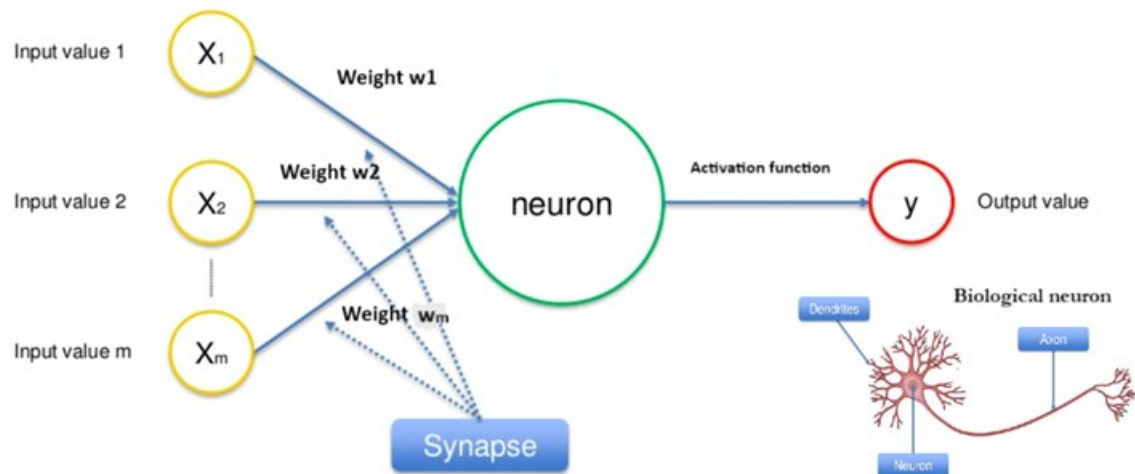 Input value 1
X1
Weight w1
Input value 2
X2
Weight w2
neuron
Activation function
y
Output value
Input value m
Xm
Weight wm
Synapse
Biological neuron
Dendrites
Axon
Neuron